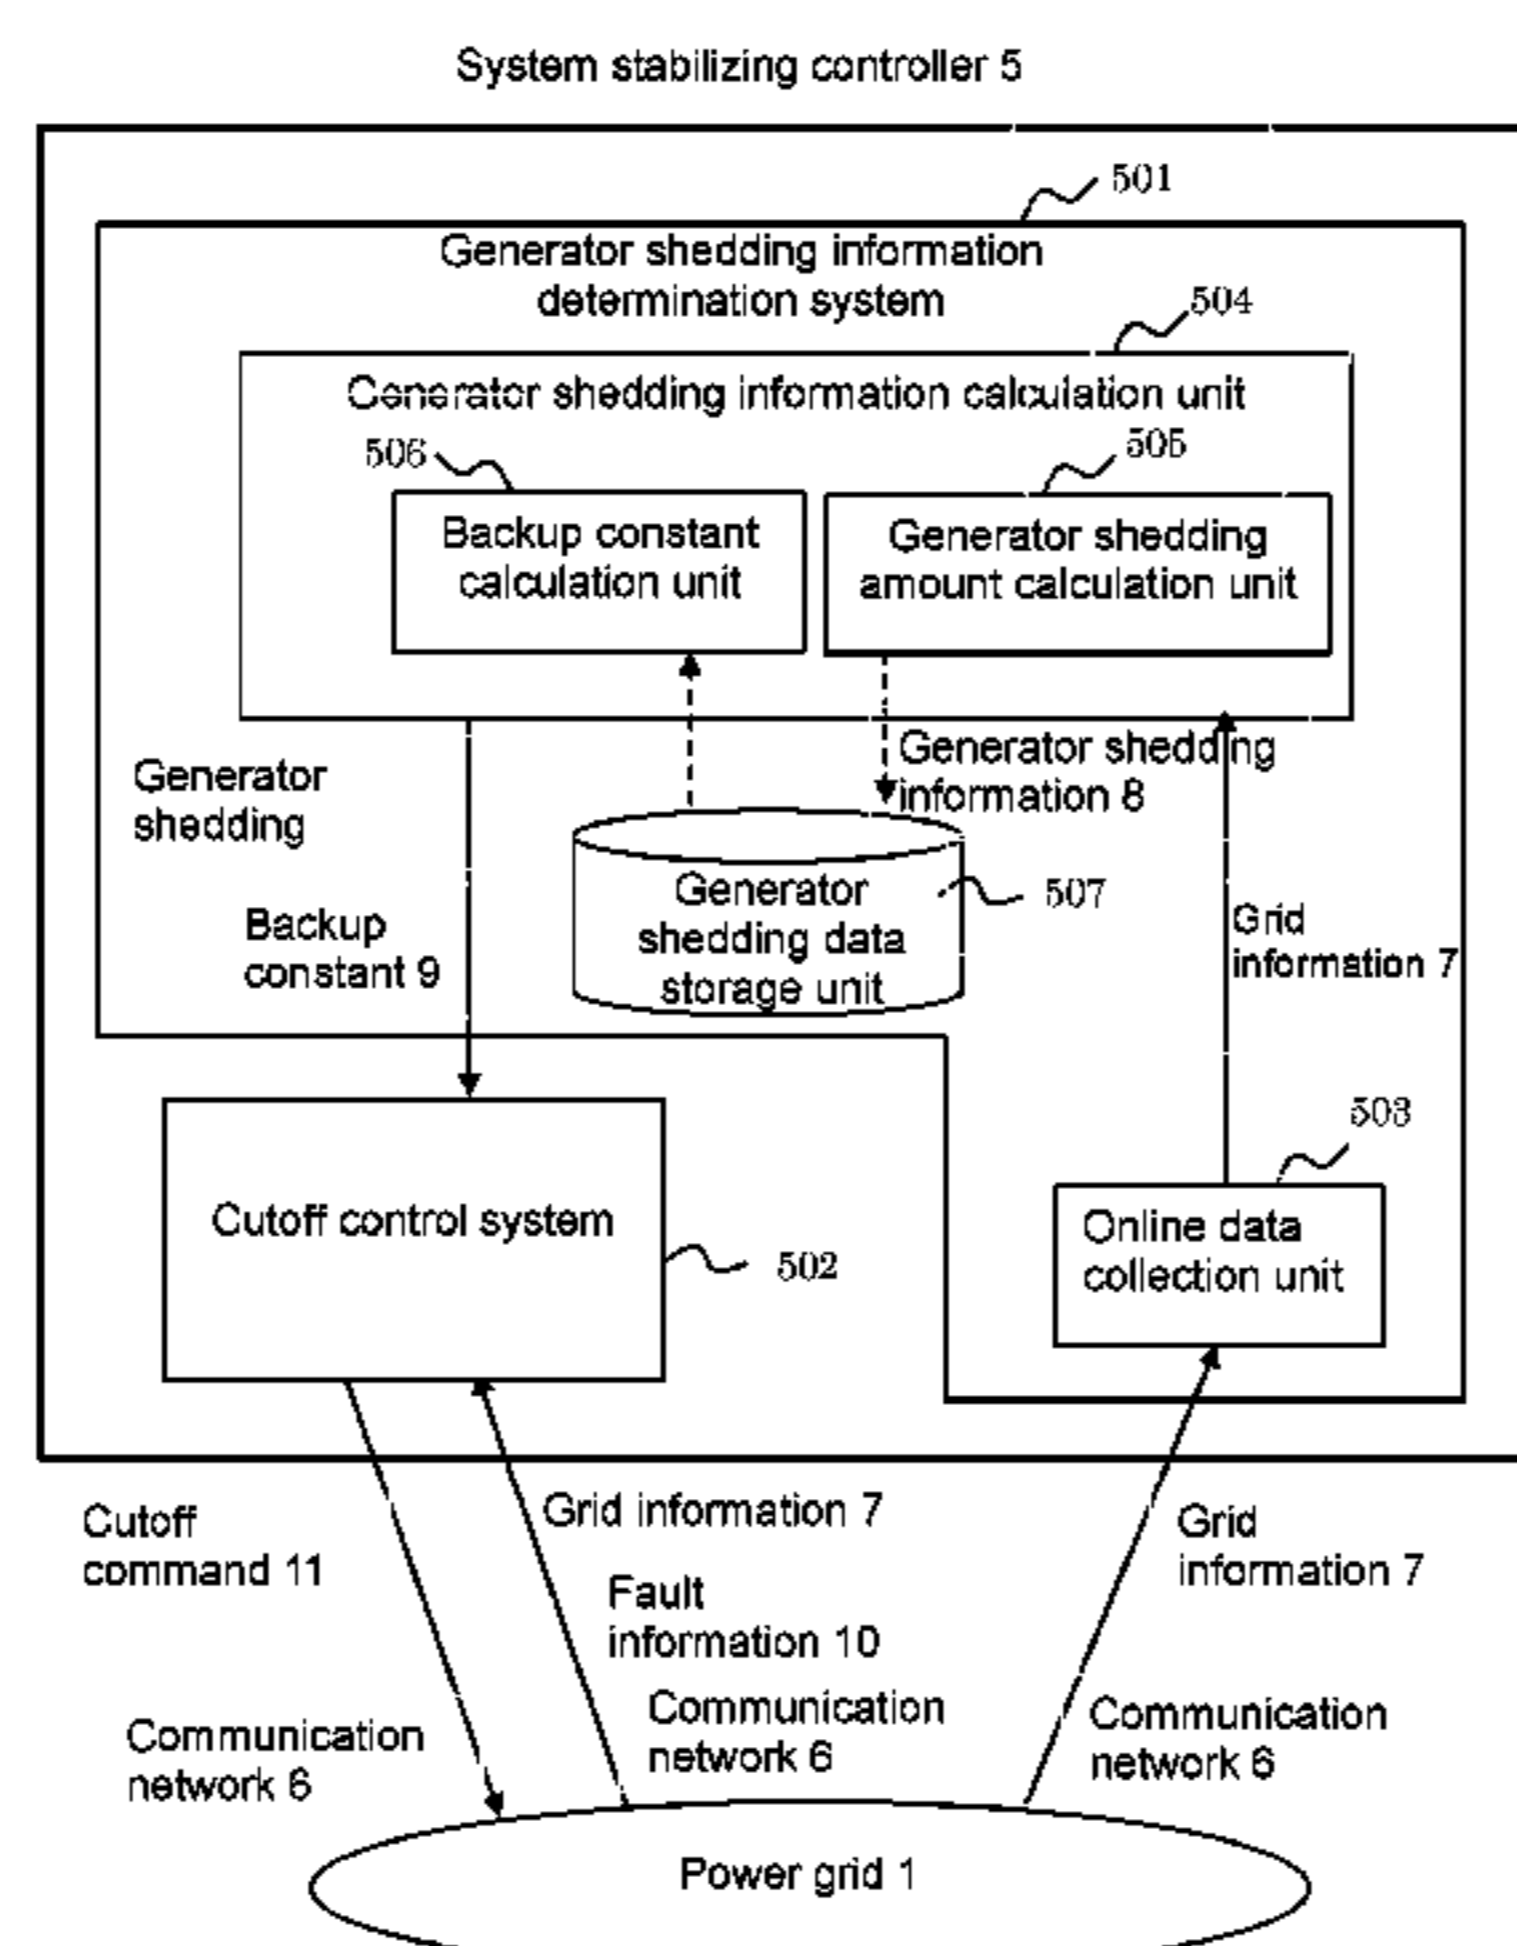 System stabilizing controller 5
501
Generator shedding information
determination system
504
Generator shedding information calculation unit
506
505
Backup constant
calculation unit
Generator shedding
amount calculation unit
Generator shedding
information 8
Generator
shedding
Generator
shedding data
storage unit
507
Backup
constant 9
Grid
information 7
503
Cutoff control system
502
Online data
collection unit
Cutoff
command 11
Grid information 7
Fault
information 10
Grid
information 7
Communication
network 6
Communication
network 6
Communication
network 6
Power grid 1